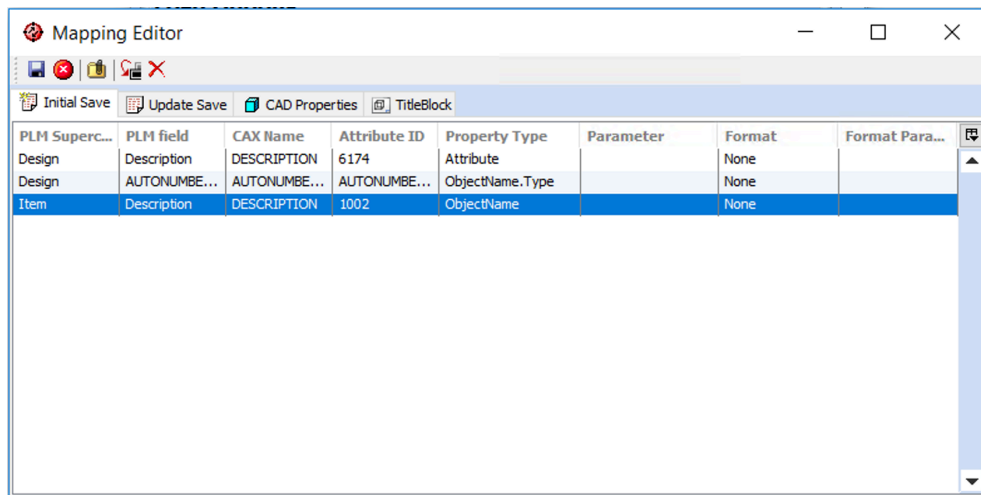 Mapping Editor
Initial Save Update Save CAD Properties TitleBlock
PLM Superc... PLM field CAX Name Attribute ID Property Type Parameter Format Format Para...
Design Description DESCRIPTION 6174 Attribute None
Design AUTONUMBE... AUTONUMBE... AUTONUMBE... ObjectName.Type None
Item Description DESCRIPTION 1002 ObjectName None